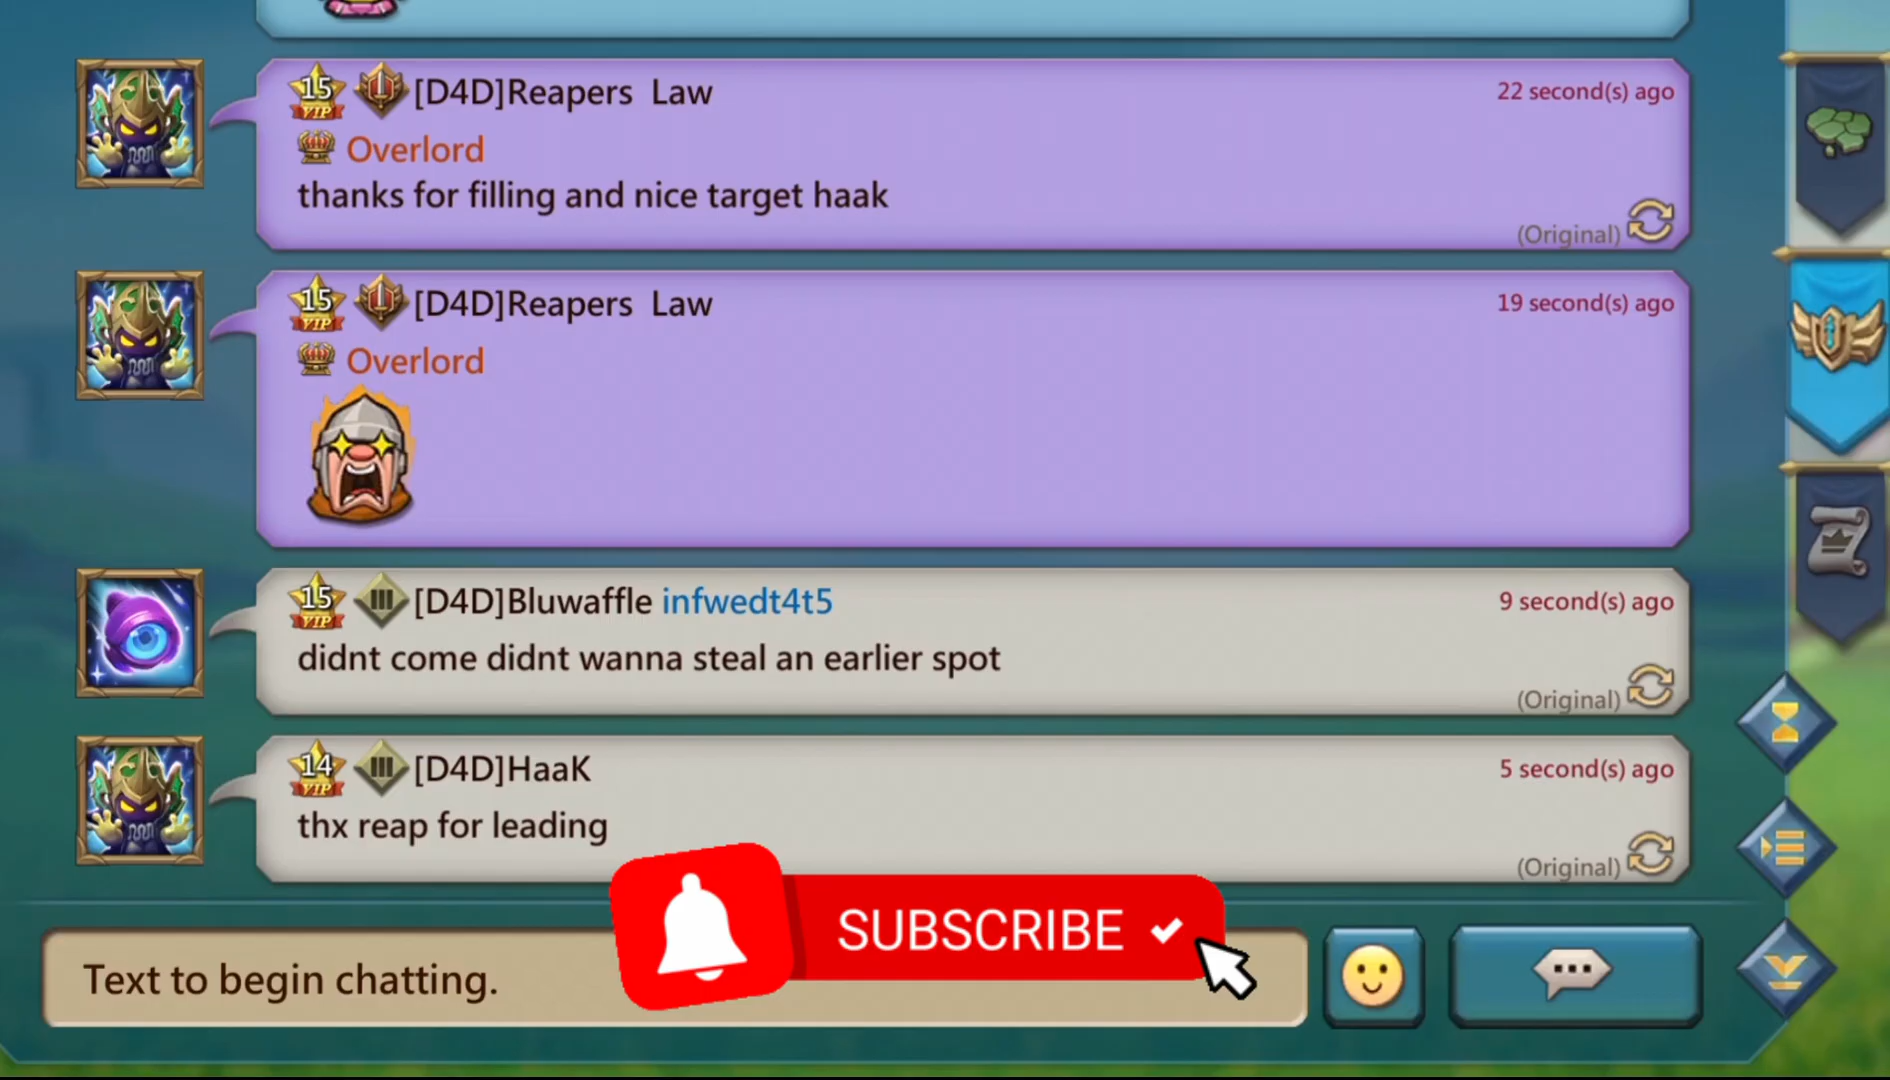 15 VIP [D4D]Reapers Law 22 second(s) ago
Overlord
thanks for filling and nice target haak
(Original)
15 VIP [D4D]Reapers Law 19 second(s) ago
Overlord
15 VIP III [D4D]Bluwaffle infwedt4t5 9 second(s) ago
didnt come didnt wanna steal an earlier spot
(Original)
14 VIP III [D4D]HaaK 5 second(s) ago
thx reap for leading
(Original)
SUBSCRIBE
Text to begin chatting.